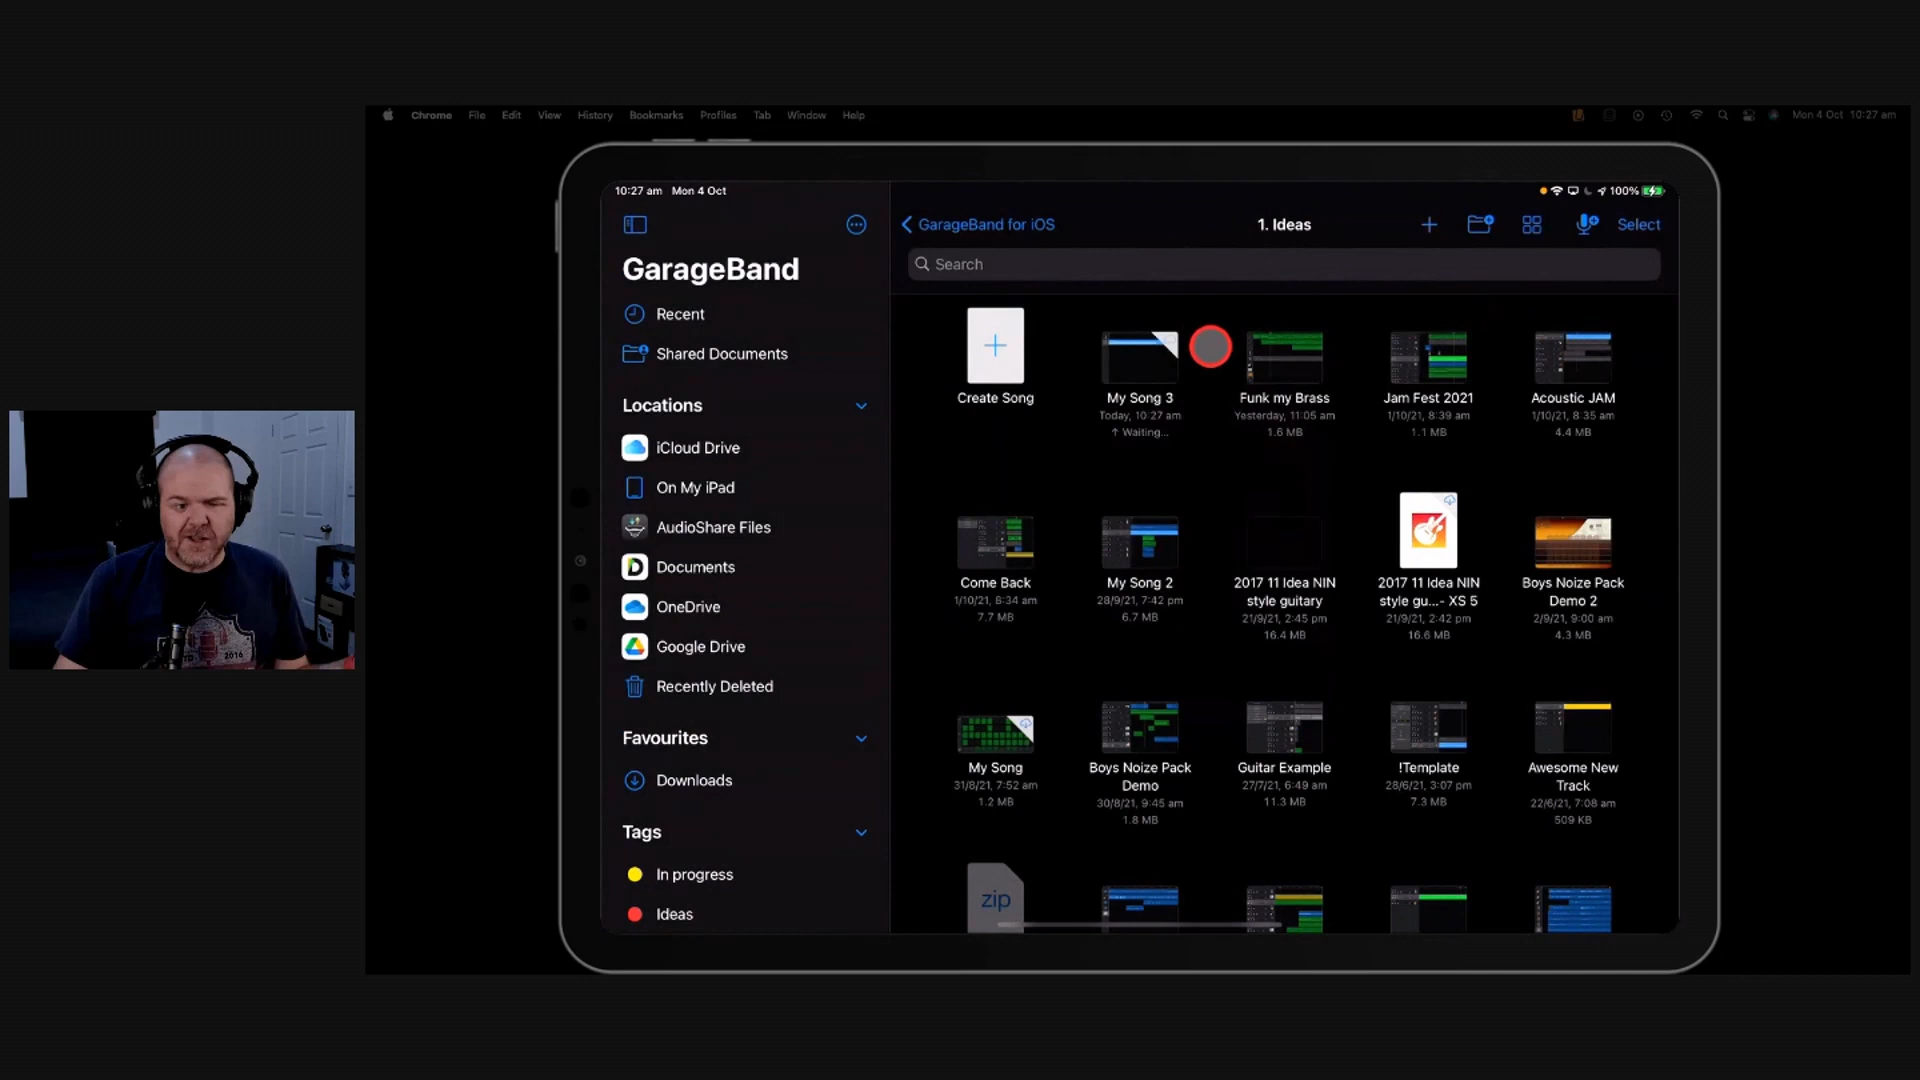 Chrome File Edit View History Bookmarks Profiles Tab Window Help
Mon 4 Oct 10:27 am
10:27 am Mon 4 Oct
100%
GarageBand
Recent
Shared Documents
Locations
iCloud Drive
On My iPad
AudioShare Files
Documents
OneDrive
Google Drive
Recently Deleted
Favourites
Downloads
Tags
In progress
Ideas
GarageBand for iOS
1. Ideas
Select
Search
Create Song
My Song 3
Today, 10:27 am
↑ Waiting...
Funk my Brass
Yesterday, 11:05 am
1.6 MB
Jam Fest 2021
1/10/21, 8:39 am
1.1 MB
Acoustic JAM
1/10/21, 8:35 am
4.4 MB
Come Back
1/10/21, 8:34 am
7.7 MB
My Song 2
28/9/21, 7:42 pm
6.7 MB
2017 11 Idea NIN
style guitary
21/9/21, 2:45 pm
16.4 MB
2017 11 Idea NIN
style gu...- XS 5
21/9/21, 2:42 pm
16.6 MB
Boys Noize Pack
Demo 2
2/9/21, 9:00 am
4.3 MB
My Song
31/8/21, 7:52 am
1.2 MB
Boys Noize Pack
Demo
30/8/21, 9:45 am
1.8 MB
Guitar Example
27/7/21, 6:49 am
11.3 MB
!Template
28/6/21, 3:07 pm
7.3 MB
Awesome New
Track
22/6/21, 7:08 am
509 KB
zip
2016